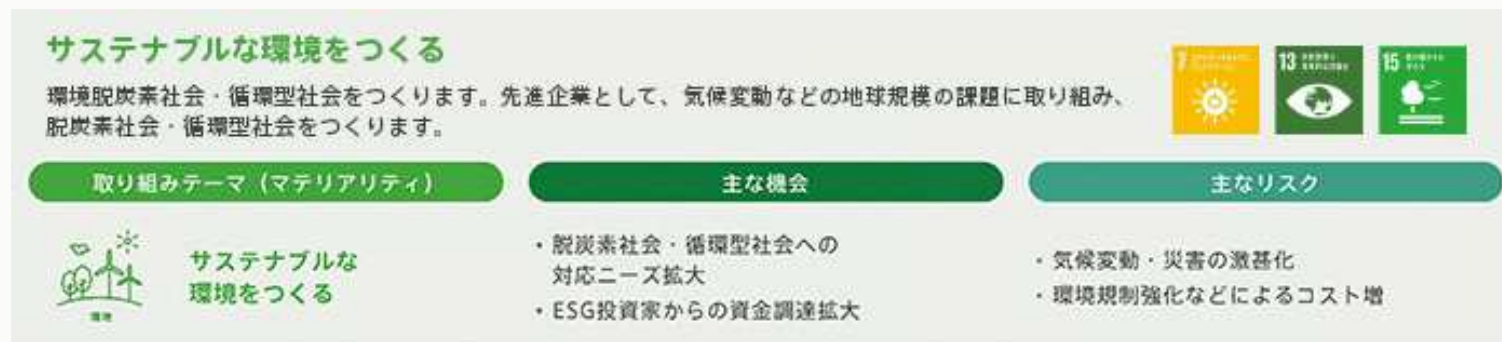 サステナブルな環境をつくる
環境脱炭素社会・循環型社会をつくります。先進企業として、気候変動などの地球規模の課題に取り組み、
脱炭素社会・循環型社会をつくります。
7
13
15
取り組みテーマ（マテリアリティ）
主な機会
主なリスク
サステナブルな
環境をつくる
環境
・脱炭素社会・循環型社会への
対応ニーズ拡大
・ESG投資家からの資金調達拡大
・気候変動・災害の激甚化
・環境規制強化などによるコスト増